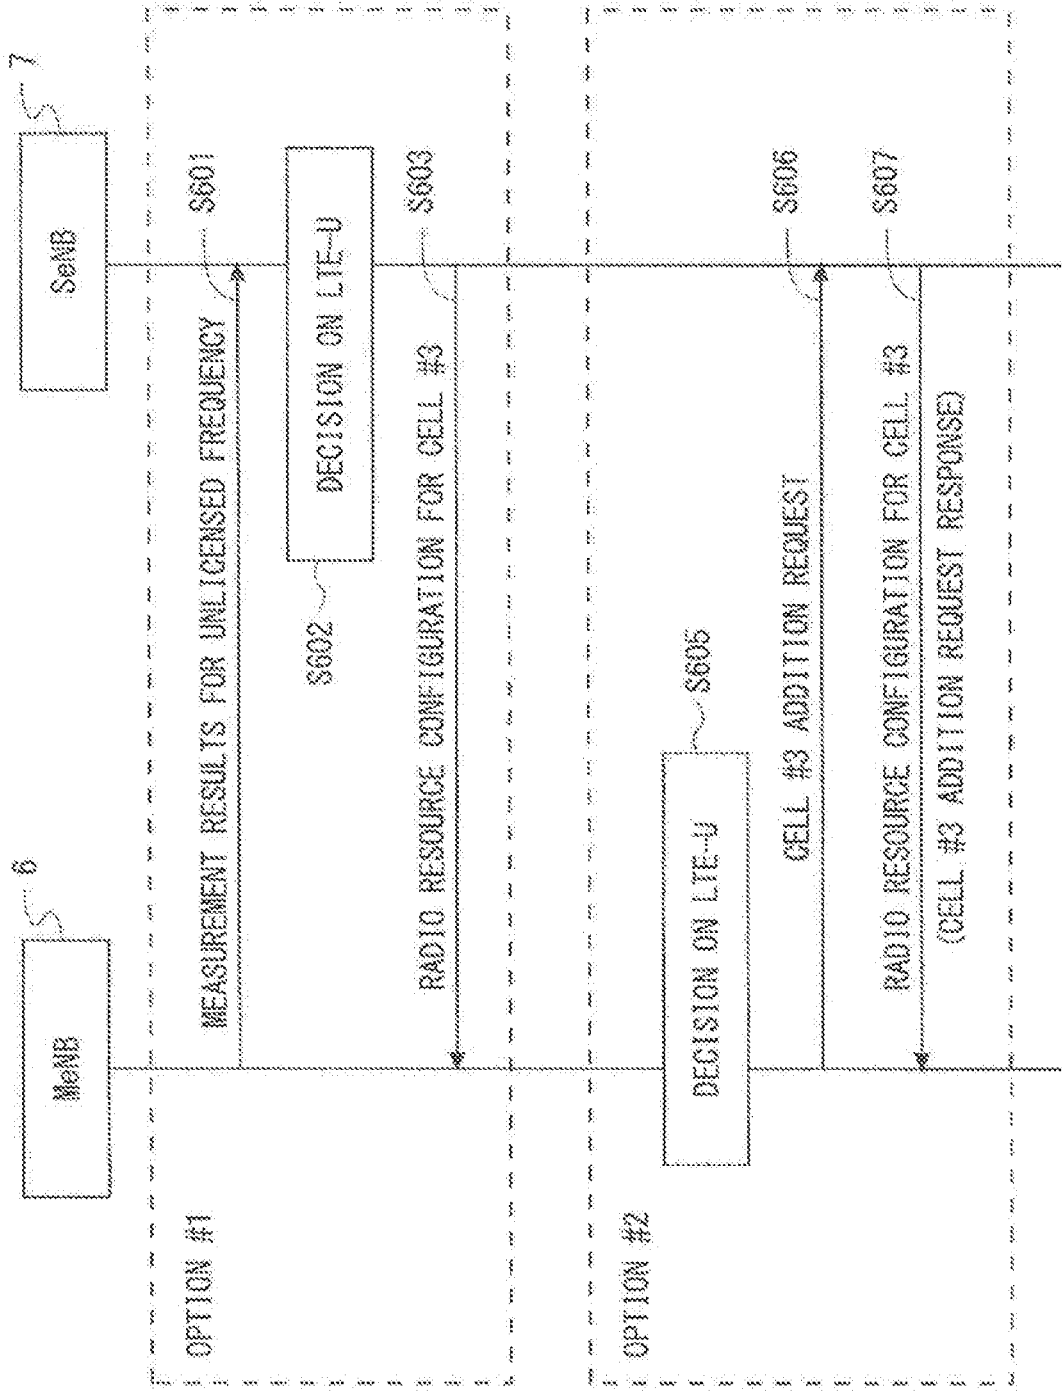 MeNB
6
SeNB
7
OPTION #1
MEASUREMENT RESULTS FOR UNLICENSED FREQUENCY
S601
S602
DECISION ON LTE-U
RADIO RESOURCE CONFIGURATION FOR CELL #3
S603
OPTION #2
DECISION ON LTE-U
S605
CELL #3 ADDITION REQUEST
S606
RADIO RESOURCE CONFIGURATION FOR CELL #3
(CELL #3 ADDITION REQUEST RESPONSE)
S607